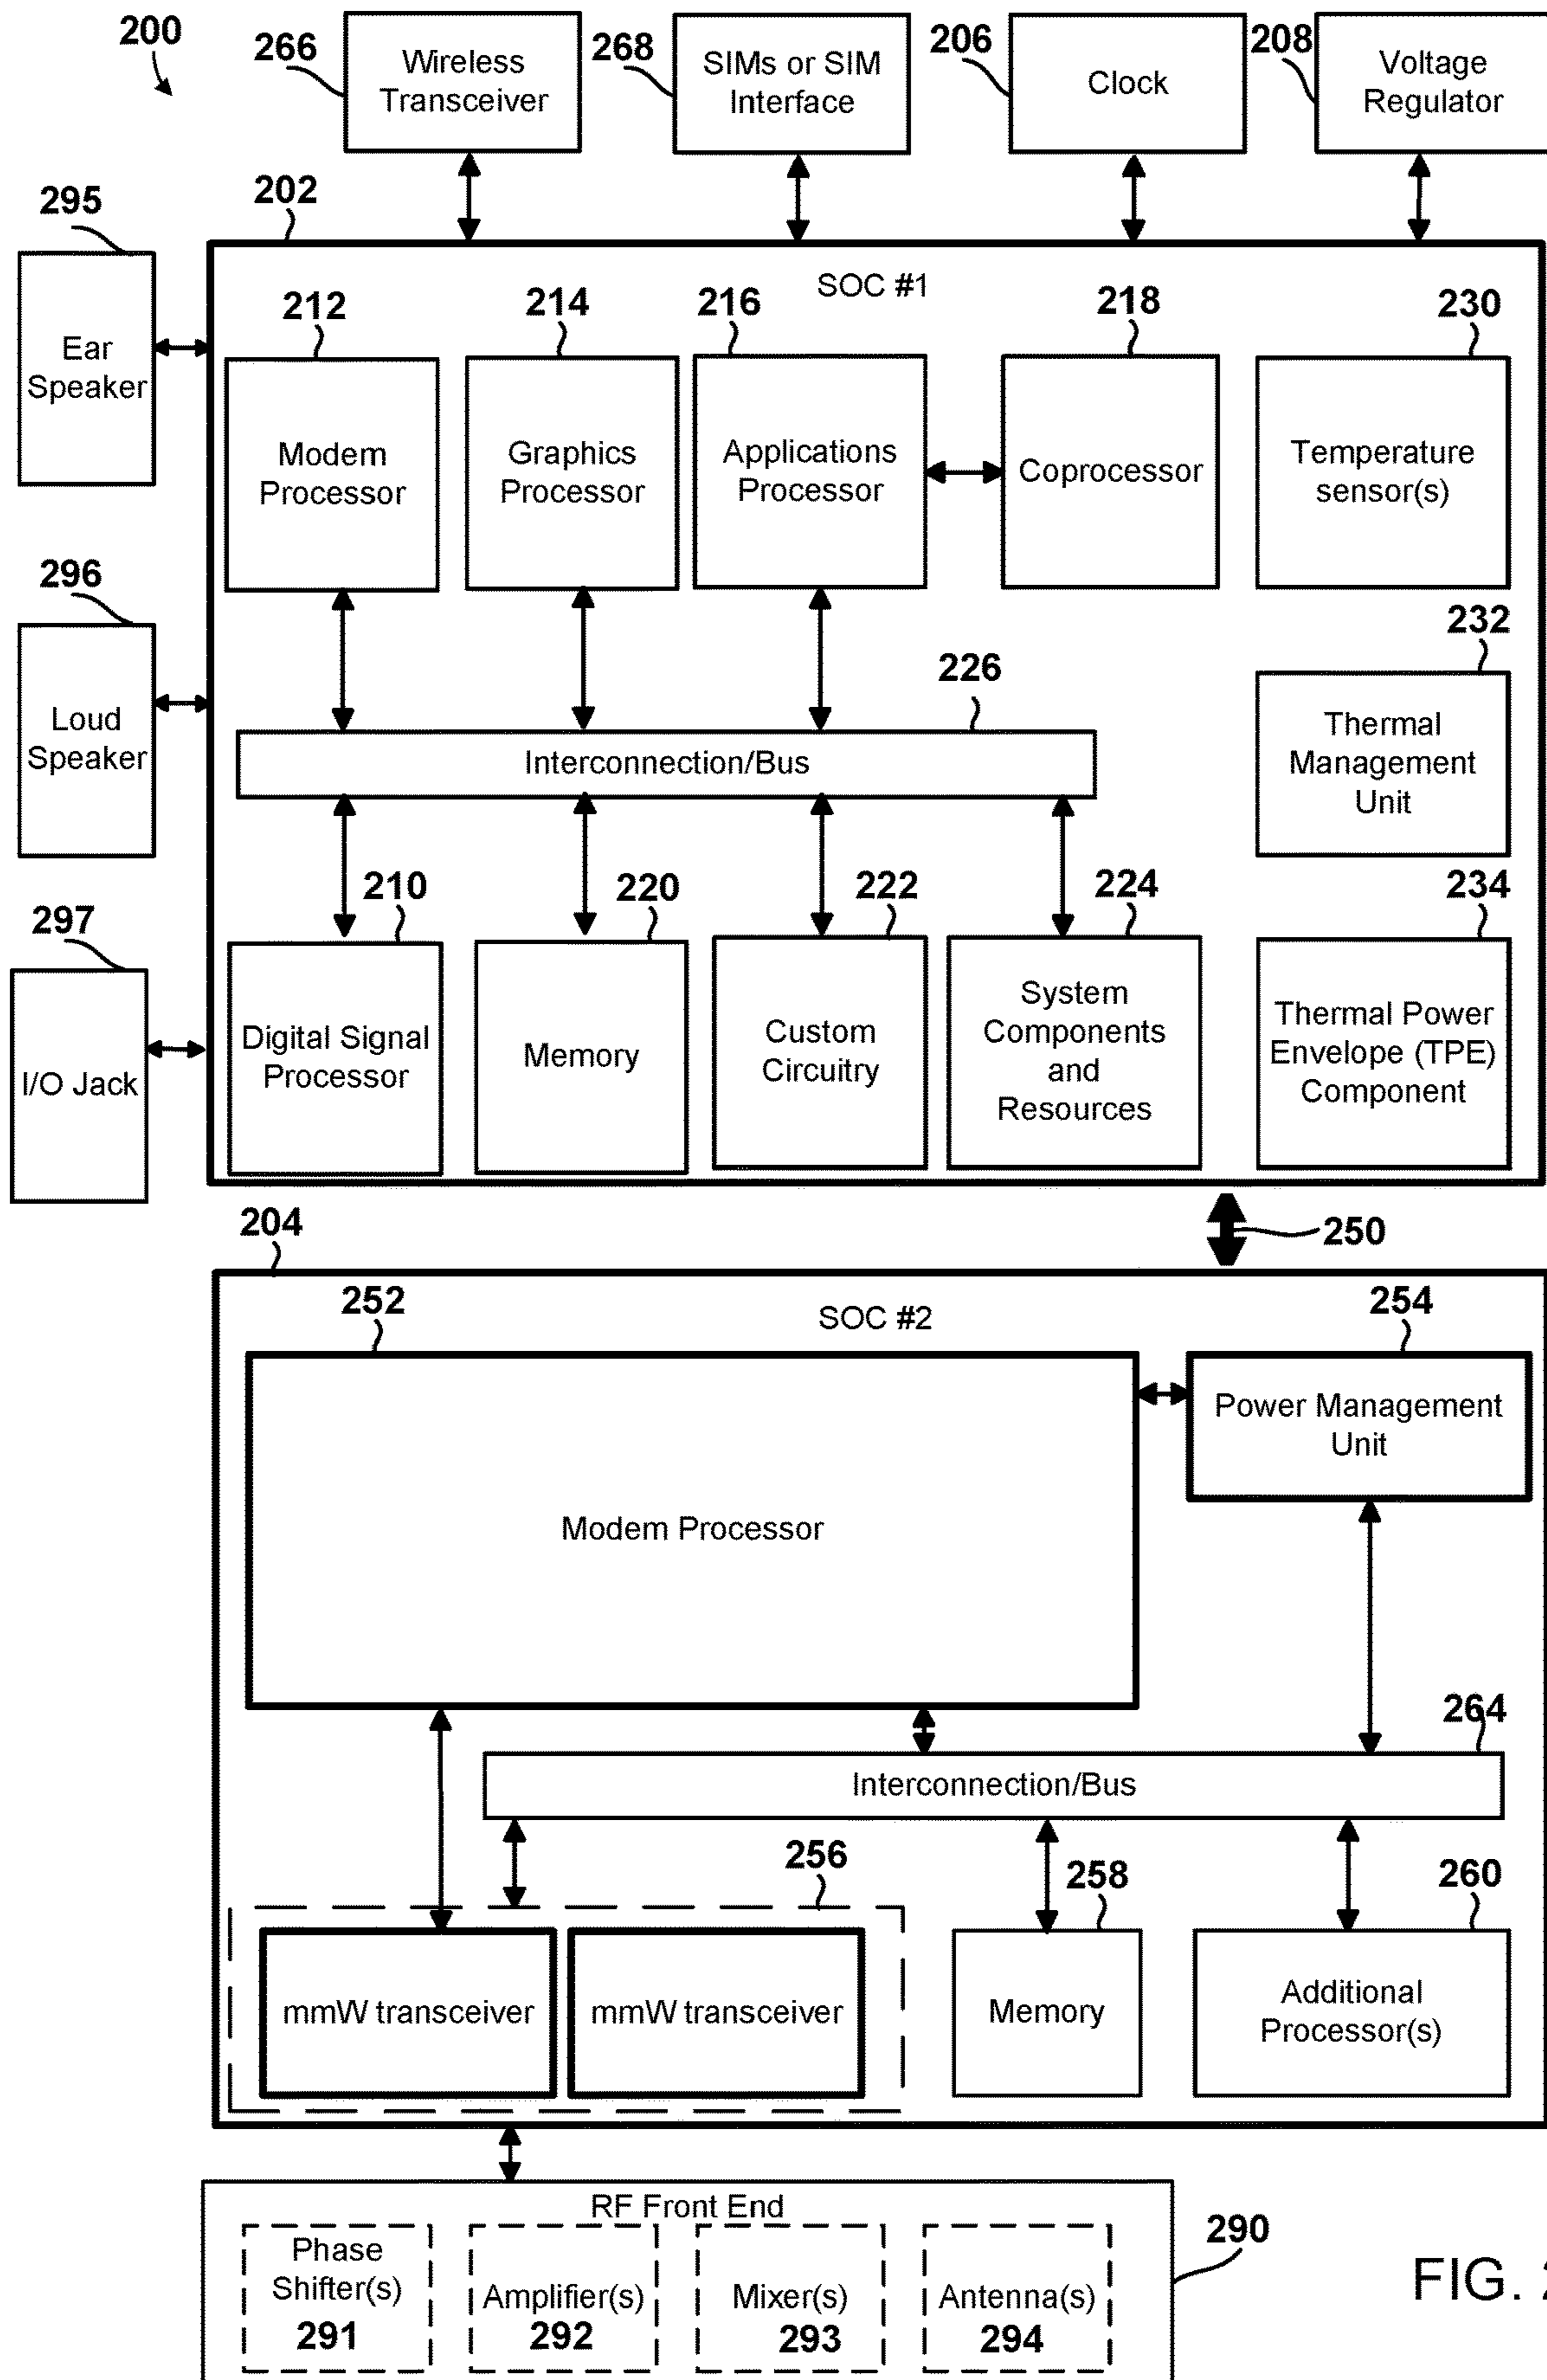 200
266
Wireless
Transceiver
268
SIMs or SIM
Interface
206
Clock
208
Voltage
Regulator
202
295
Ear
Speaker
SOC #1
212
Modem
Processor
214
Graphics
Processor
216
Applications
Processor
218
Coprocessor
230
Temperature
sensor(s)
296
Loud
Speaker
226
Interconnection/Bus
232
Thermal
Management
Unit
297
I/O Jack
210
Digital Signal
Processor
220
Memory
222
Custom
Circuitry
224
System
Components
and
Resources
234
Thermal Power
Envelope (TPE)
Component
250
204
SOC #2
252
Modem Processor
254
Power Management
Unit
264
Interconnection/Bus
256
mmW transceiver
mmW transceiver
258
Memory
260
Additional
Processor(s)
RF Front End
290
Phase
Shifter(s)
291
Amplifier(s)
292
Mixer(s)
293
Antenna(s)
294
FIG.